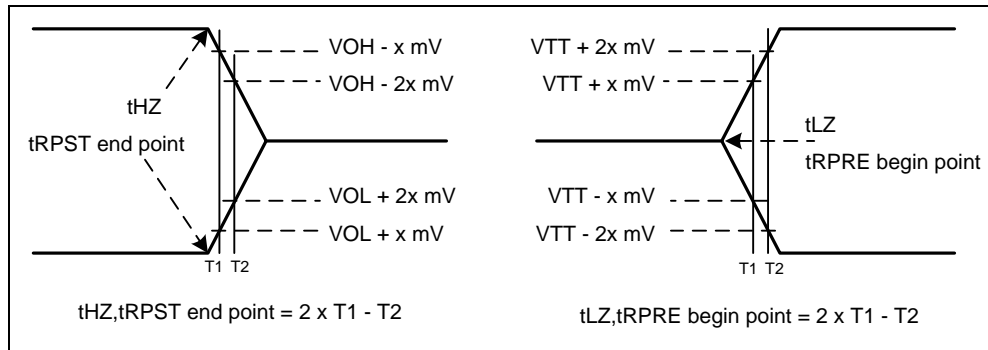 VOH - x mV
VOH - 2x mV
tHZ
tRPST end point
VOL + 2x mV
VOL + x mV
T1 T2
tHZ,tRPST end point = 2 x T1 - T2
VTT + 2x mV
VTT + x mV
tLZ
tRPRE begin point
VTT - x mV
VTT - 2x mV
T1 T2
tLZ,tRPRE begin point = 2 x T1 - T2